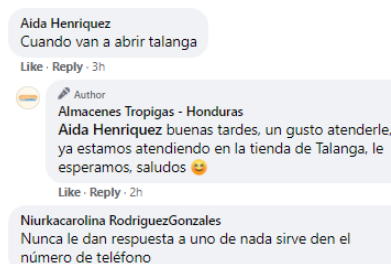 Aida Henriquez
Cuando van a abrir talanga
Like · Reply · 3h
Author
Almacenes Tropigas - Honduras
Aida Henriquez buenas tardes, un gusto atenderle,
ya estamos atendiendo en la tienda de Talanga, le
esperamos, saludos 😊
Like · Reply · 2h
Niurkacarolina RodriguezGonzales
Nunca le dan respuesta a uno de nada sirve den el
número de teléfono